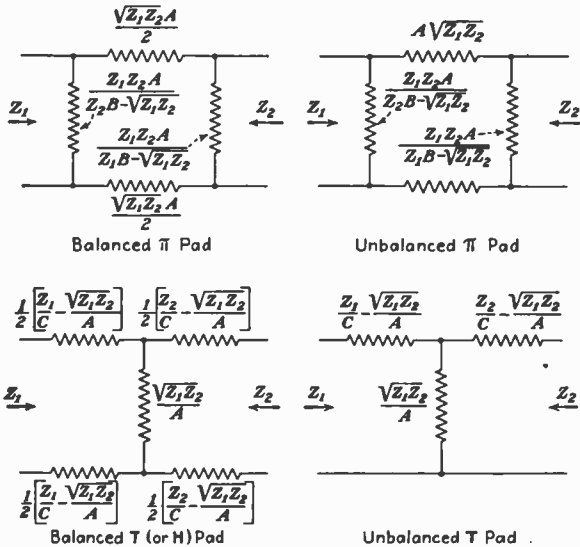 √Z₁Z₂ A / 2
A√Z₁Z₂
Z₁Z₂A / Z₂B-√Z₁Z₂
Z₁Z₂A / Z₁B-√Z₁Z₂
Z₁
Z₂
√Z₁Z₂ A / 2
Balanced π Pad
Z₁Z₂A / Z₂B-√Z₁Z₂
Z₁Z₂A / Z₁B-√Z₁Z₂
Z₁
Z₂
Unbalanced π Pad
1/2 [Z₁/C - √Z₁Z₂/A]
1/2 [Z₂/C - √Z₁Z₂/A]
√Z₁Z₂ / A
Z₁
Z₂
1/2 [Z₁/C - √Z₁Z₂/A]
1/2 [Z₂/C - √Z₁Z₂/A]
Balanced T (or H) Pad
Z₁/C - √Z₁Z₂/A
Z₂/C - √Z₁Z₂/A
√Z₁Z₂ / A
Z₁
Z₂
Unbalanced T Pad